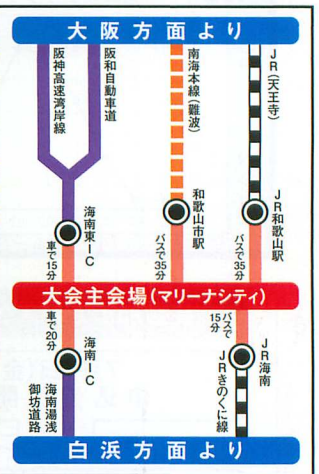 大阪方面より
阪神高速湾岸線
阪和自動車道
南海本線(難波)
JR(天王寺)
海南東IC
和歌山市駅
JR和歌山駅
車で15分
バスで35分
バスで35分
大会主会場(マリーナシティ)
車で20分
バスで15分
海南IC
JR海南
海南湯浅御坊道路
JRきのくに線
白浜方面より